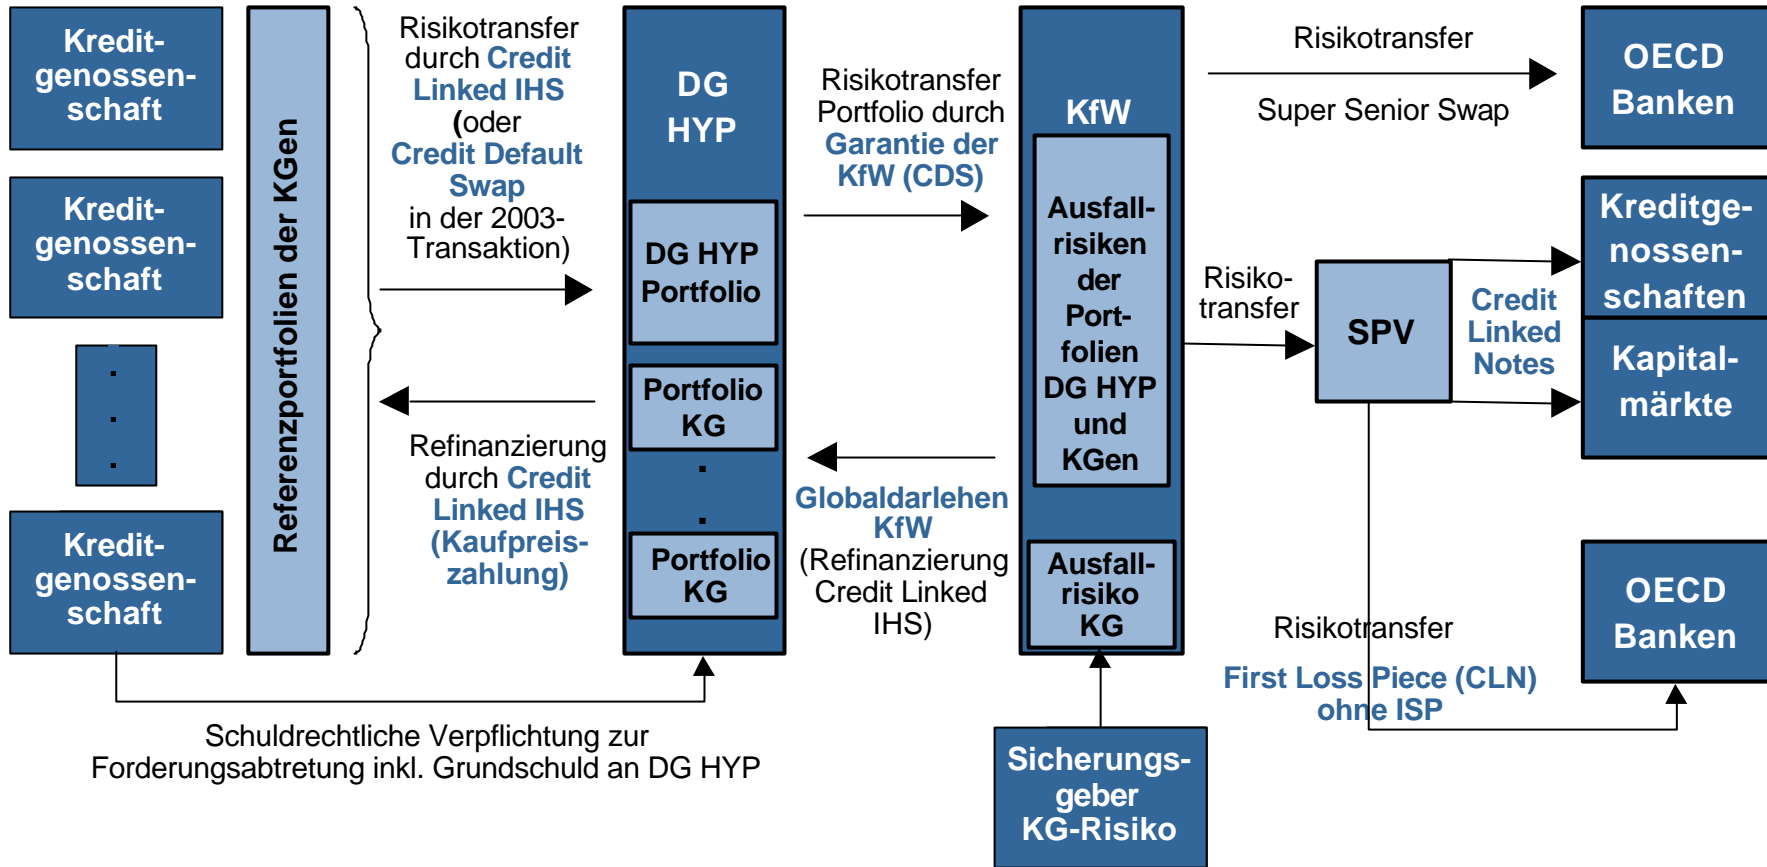 Kredit-
genossen-
schaft
Kredit-
genossen-
schaft
.
.
.
Kredit-
genossen-
schaft
Referenzportfolien der KGen
Risikotransfer
durch Credit
Linked IHS
(oder
Credit Default
Swap
in der 2003-
Transaktion)
Refinanzierung
durch Credit
Linked IHS
(Kaufpreis-
zahlung)
DG
HYP
DG HYP
Portfolio
Portfolio
KG
.
.
Portfolio
KG
Schuldrechtliche Verpflichtung zur
Forderungsabtretung inkl. Grundschuld an DG HYP
Risikotransfer
Portfolio durch
Garantie der
KfW (CDS)
Globaldarlehen
KfW
(Refinanzierung
Credit Linked
IHS)
KfW
Ausfall-
risiken
der
Port-
folien
DG HYP
und
KGen
Ausfall-
risiko
KG
Sicherungs-
geber
KG-Risiko
Risikotransfer
Super Senior Swap
OECD
Banken
Risiko-
transfer
SPV
Credit
Linked
Notes
Kreditge-
nossen-
schaften
Kapital-
märkte
Risikotransfer
First Loss Piece (CLN)
ohne ISP
OECD
Banken